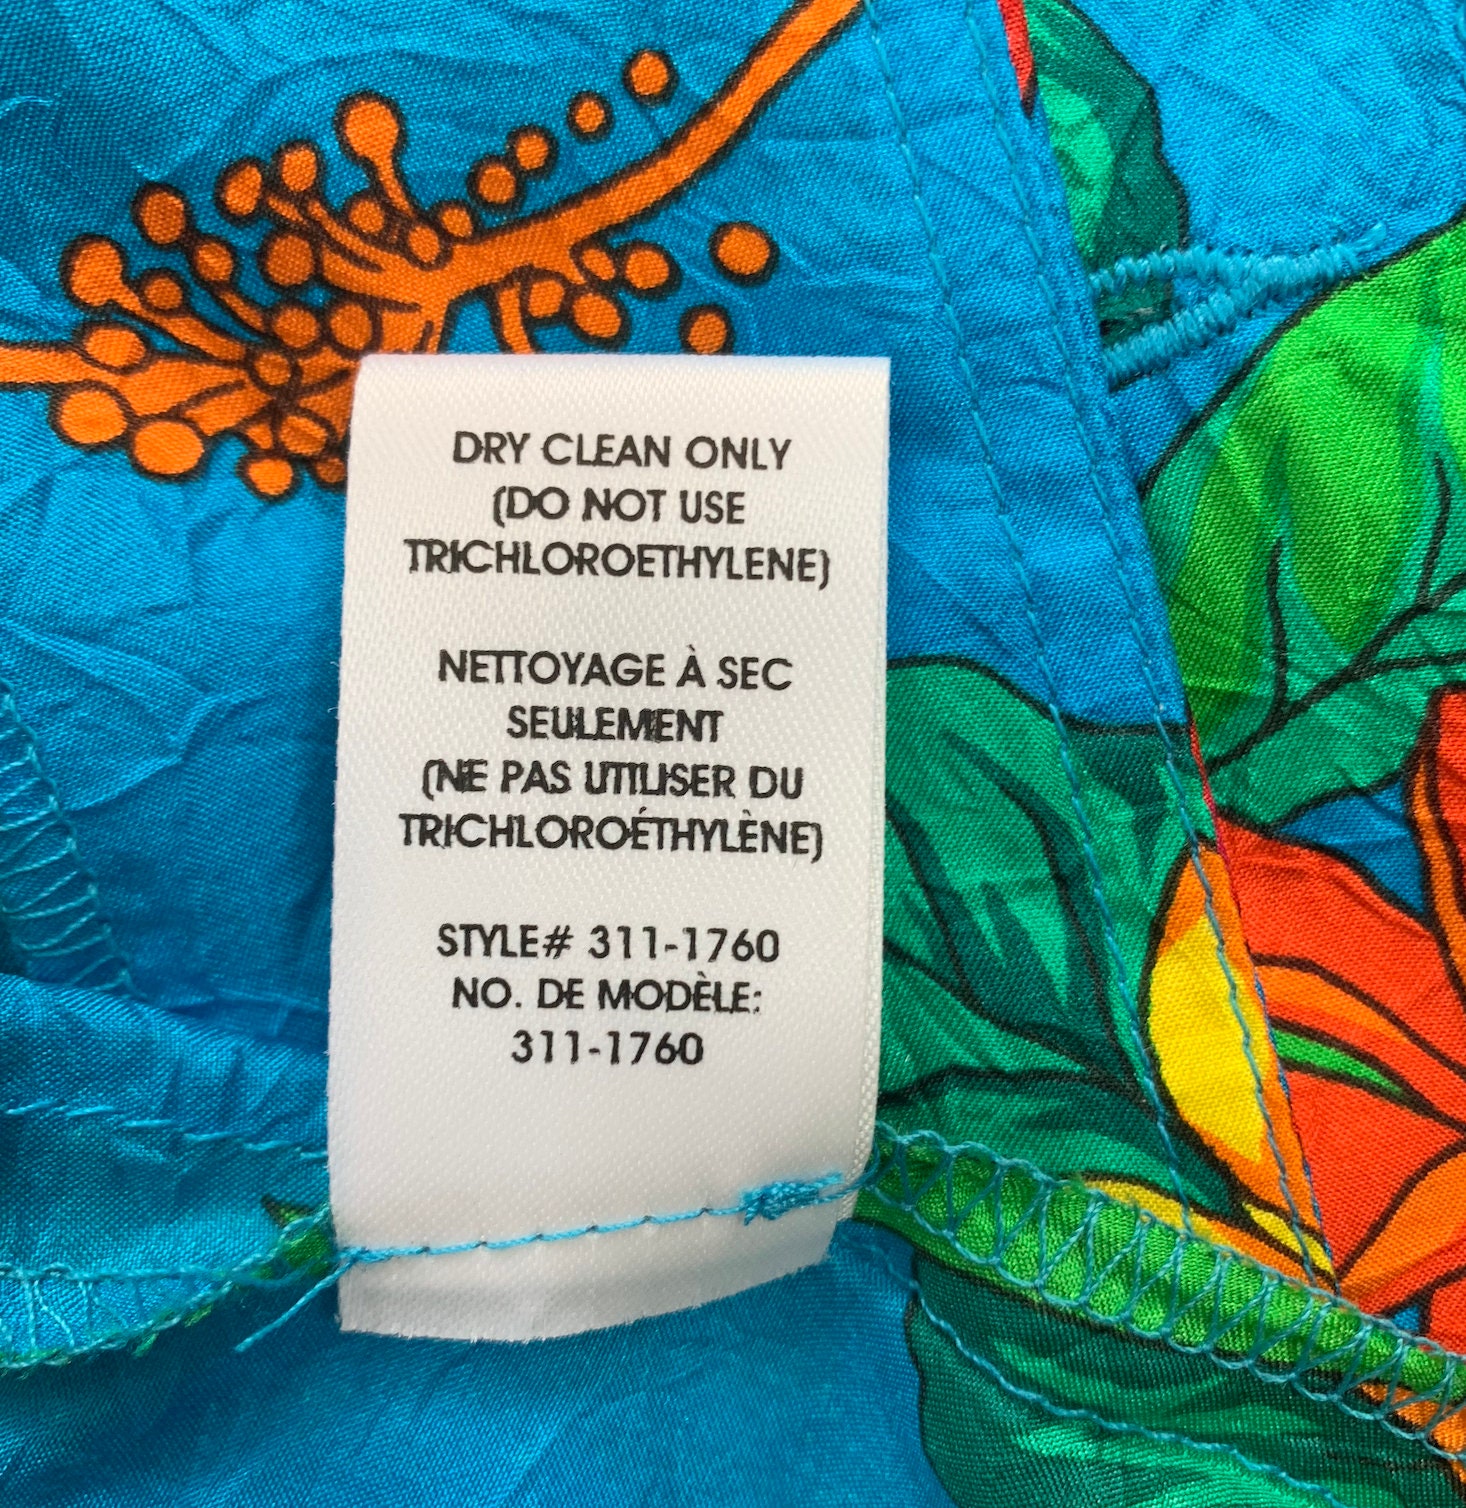 DRY CLEAN ONLY
(DO NOT USE
TRICHLOROETHYLENE)
NETTOYAGE À SEC
SEULEMENT
(NE PAS UTILISER DU
TRICHLOROÉTHYLÈNE)
STYLE# 311-1760
NO. DE MODÈLE:
311-1760